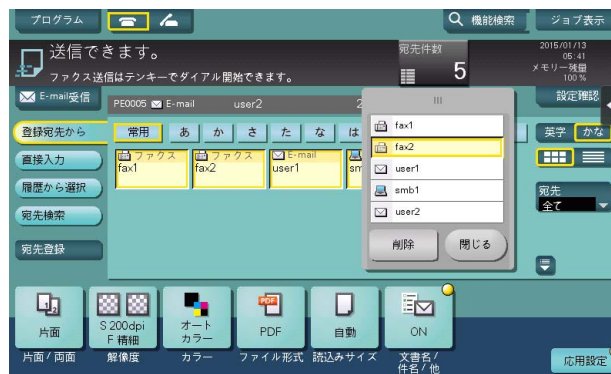 プログラム
機能検索
ジョブ表示
送信できます。
ファクス送信はテンキーでダイアル開始できます。
宛先件数
5
2015/01/13
05:41
メモリー残量
100 %
E-mail受信
PE0005 E-mail user2 2
設定確認
登録宛先から
常用 あ か さ た な は
英字 かな
直接入力
ファクス
fax1
ファクス
fax2
E-mail
user1
sm
履歴から選択
宛先検索
宛先登録
fax1
fax2
user1
smb1
user2
削除
閉じる
宛先
全て
片面
片面/両面
S 200dpi
F 精細
解像度
オート
カラー
カラー
PDF
PDF
ファイル形式
自動
読込みサイズ
ON
文書名/
件名/他
応用設定